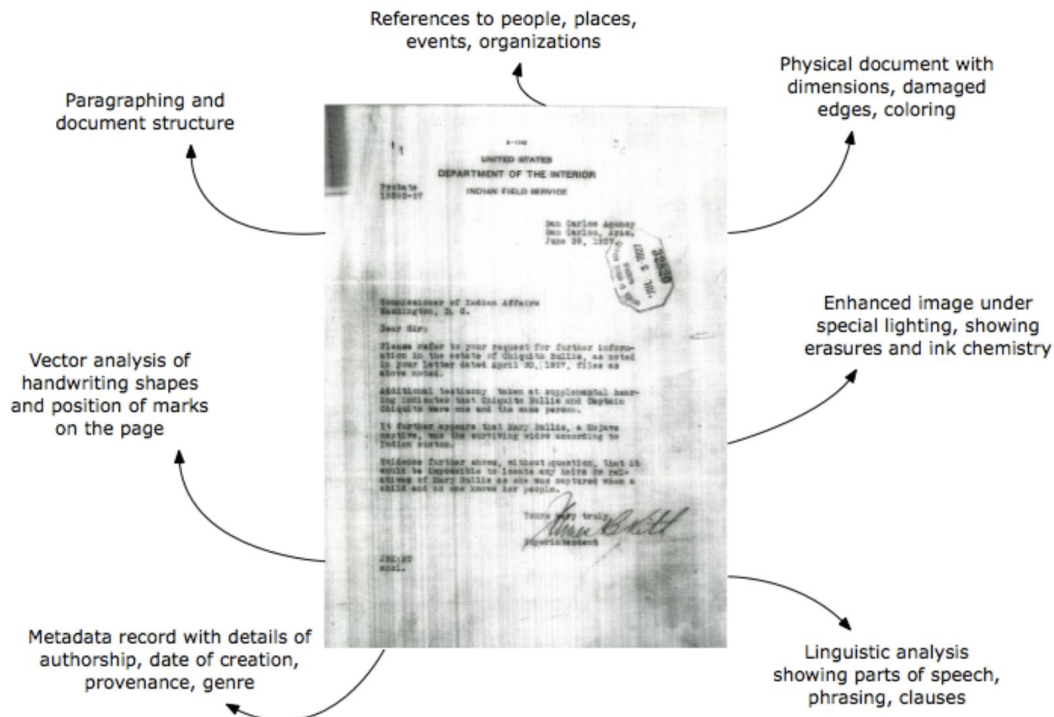 References to people, places,
events, organizations
Paragraphing and
document structure
Physical document with
dimensions, damaged
edges, coloring
UNITED STATES
DEPARTMENT OF THE INTERIOR
INDIAN FIELD SERVICE
Probate
San Carlos Agency
San Carlos, Ariz.
June 28, 1927
32820
Commissioner of Indian Affairs
Washington, D. C.
Dear Sir:
Please refer to your request for further inform-
ation in the estate of Chiquito Bullis, as noted
in your letter dated April 30, 1927, files as
above noted.
Additional testimony taken at supplemental hear-
ing indicates that Chiquito Bullis and Captain
Chiquito were one and the same person.
It further appears that Mary Bullis, a Mojave
captive, was the surviving widow according to
Indian custom.
Evidence further shows, without question, that it
would be impossible to locate any heirs or rel-
atives of Mary Bullis as she was captured when a
child and no one knows her people.
Yours very truly,
Superintendent
encl.
Enhanced image under
special lighting, showing
erasures and ink chemistry
Vector analysis of
handwriting shapes
and position of marks
on the page
Metadata record with details of
authorship, date of creation,
provenance, genre
Linguistic analysis
showing parts of speech,
phrasing, clauses